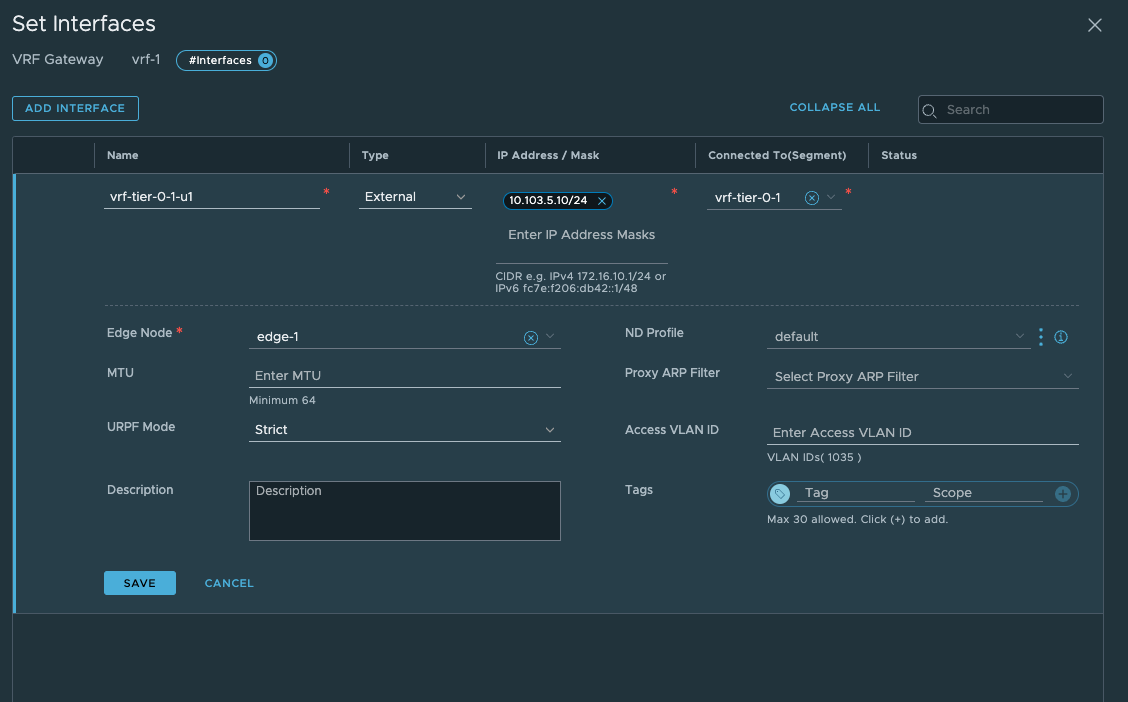 Set Interfaces
VRF Gateway vrf-1 #Interfaces 0
ADD INTERFACE COLLAPSE ALL Search
Name Type IP Address / Mask Connected To(Segment) Status
vrf-tier-0-1-u1 * External 10.103.5.10/24 * vrf-tier-0-1 *
Enter IP Address Masks
CIDR e.g. IPv4 172.16.10.1/24 or
IPv6 fc7e:f206:db42::1/48
Edge Node * edge-1 ND Profile default
MTU Enter MTU Proxy ARP Filter Select Proxy ARP Filter
Minimum 64
URPF Mode Strict Access VLAN ID Enter Access VLAN ID
VLAN IDs( 1035 )
Description Description Tags Tag Scope
Max 30 allowed. Click (+) to add.
SAVE CANCEL